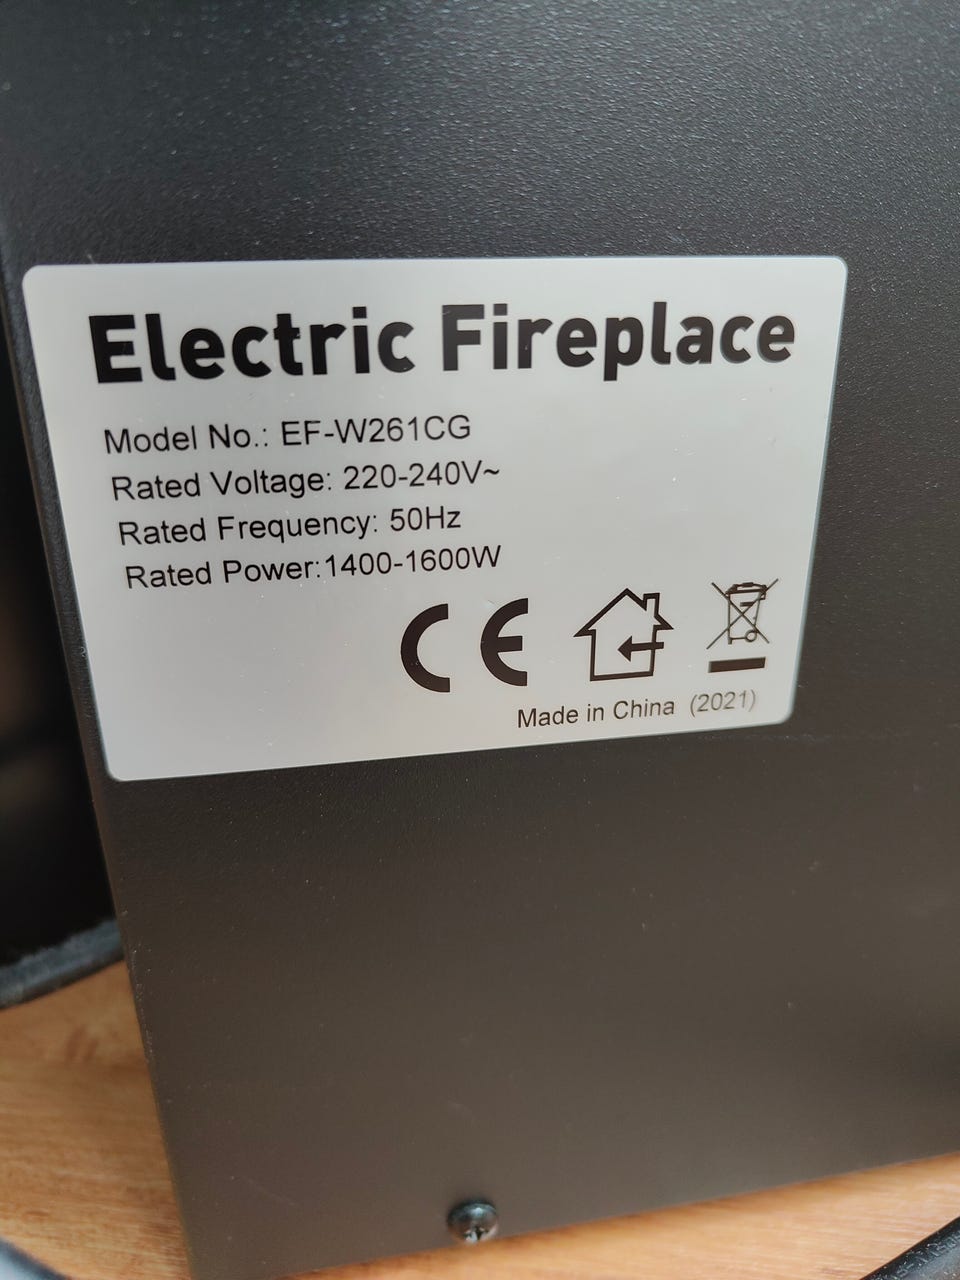 Electric Fireplace
Model No.: EF-W261CG
Rated Voltage: 220-240V~
Rated Frequency: 50Hz
Rated Power:1400-1600W
CE
Made in China (2021)